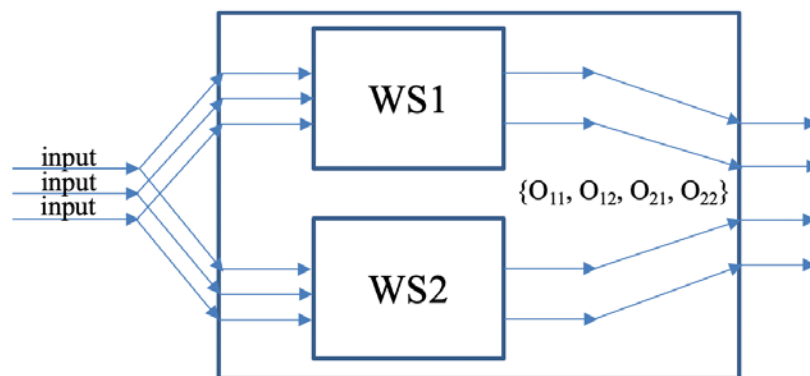 WS1
input
input
input
{O₁₁, O₁₂, O₂₁, O₂₂}
WS2